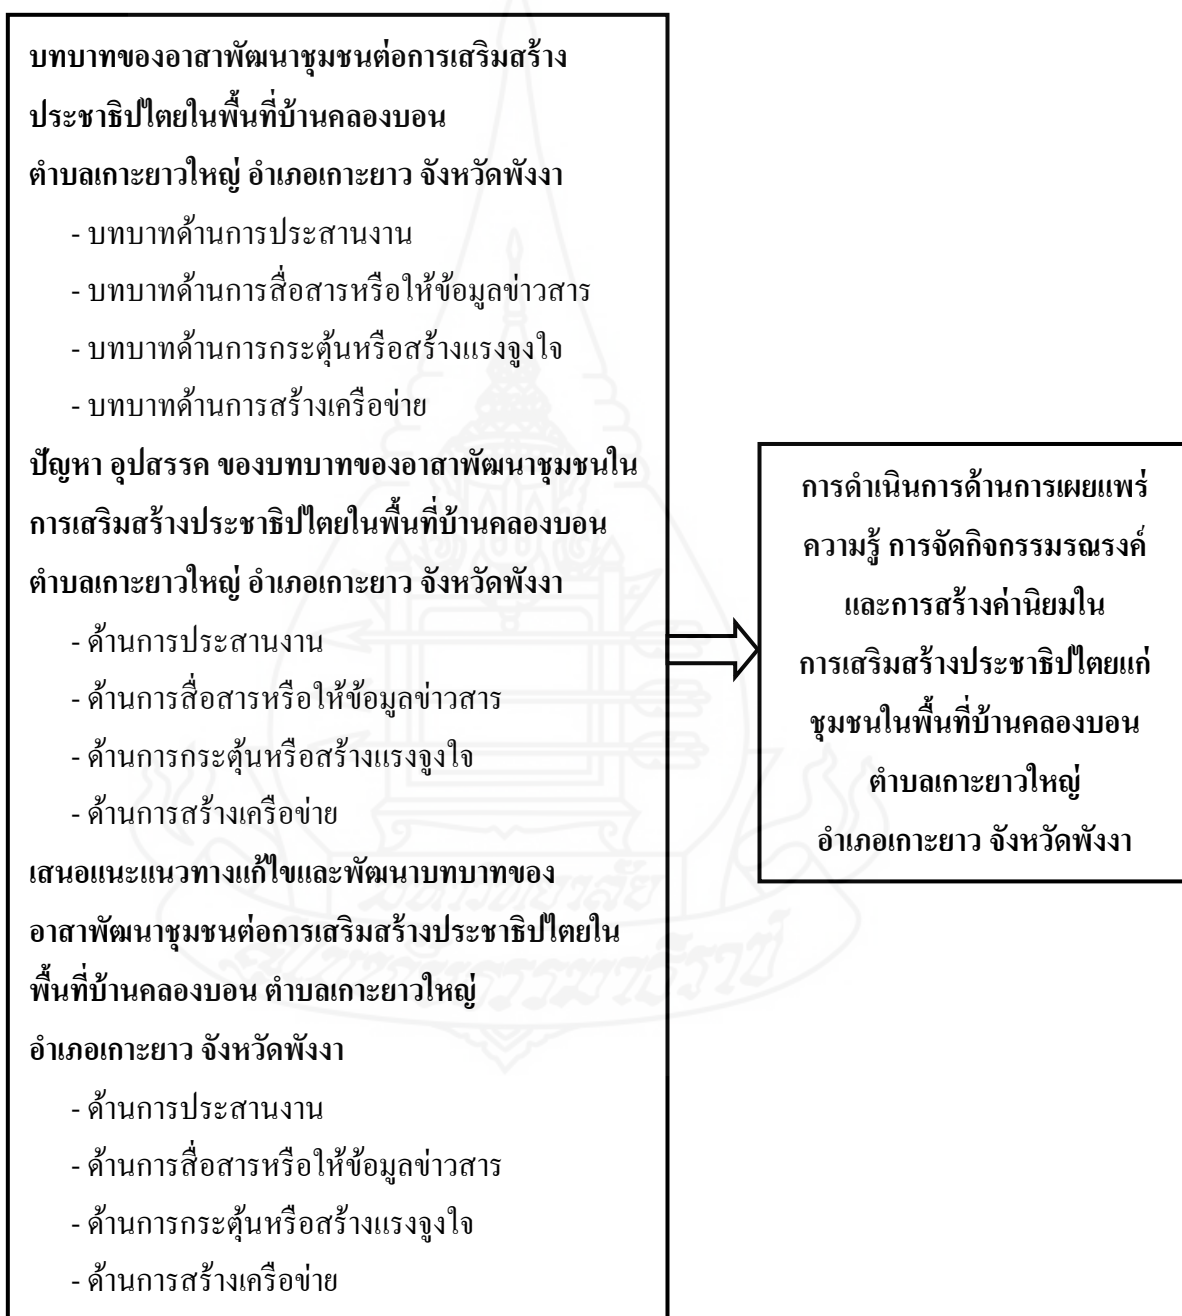 บทบาทของอาสาพัฒนาชุมชนต่อการเสริมสร้าง
ประชาธิปไตยในพื้นที่บ้านคลองบอน
ตำบลเกาะยาวใหญ่ อำเภอเกาะยาว จังหวัดพังงา
- บทบาทด้านการประสานงาน
- บทบาทด้านการสื่อสารหรือให้ข้อมูลข่าวสาร
- บทบาทด้านการกระตุ้นหรือสร้างแรงจูงใจ
- บทบาทด้านการสร้างเครือข่าย
ปัญหา อุปสรรค ของบทบาทของอาสาพัฒนาชุมชนใน
การเสริมสร้างประชาธิปไตยในพื้นที่บ้านคลองบอน
ตำบลเกาะยาวใหญ่ อำเภอเกาะยาว จังหวัดพังงา
- ด้านการประสานงาน
- ด้านการสื่อสารหรือให้ข้อมูลข่าวสาร
- ด้านการกระตุ้นหรือสร้างแรงจูงใจ
- ด้านการสร้างเครือข่าย
เสนอแนะแนวทางแก้ไขและพัฒนาบทบาทของ
อาสาพัฒนาชุมชนต่อการเสริมสร้างประชาธิปไตยใน
พื้นที่บ้านคลองบอน ตำบลเกาะยาวใหญ่
อำเภอเกาะยาว จังหวัดพังงา
- ด้านการประสานงาน
- ด้านการสื่อสารหรือให้ข้อมูลข่าวสาร
- ด้านการกระตุ้นหรือสร้างแรงจูงใจ
- ด้านการสร้างเครือข่าย
การดำเนินการด้านการเผยแพร่
ความรู้ การจัดกิจกรรมรณรงค์
และการสร้างค่านิยมใน
การเสริมสร้างประชาธิปไตยแก่
ชุมชนในพื้นที่บ้านคลองบอน
ตำบลเกาะยาวใหญ่
อำเภอเกาะยาว จังหวัดพังงา
มหาวิทยาลัย
สุโขทัยธรรมาธิราช